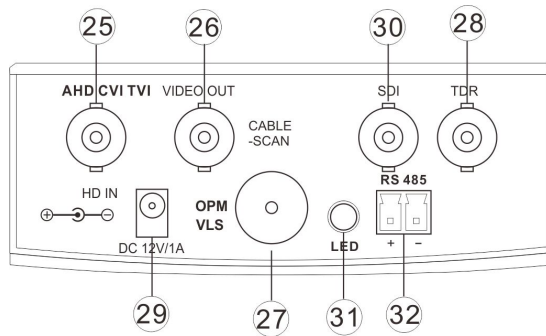 25 26 30 28
AHD CVI TVI VIDEO OUT SDI TDR
CABLE
-SCAN
RS 485
HD IN
OPM
VLS
+ −
DC 12V/1A LED
29 27 31 32